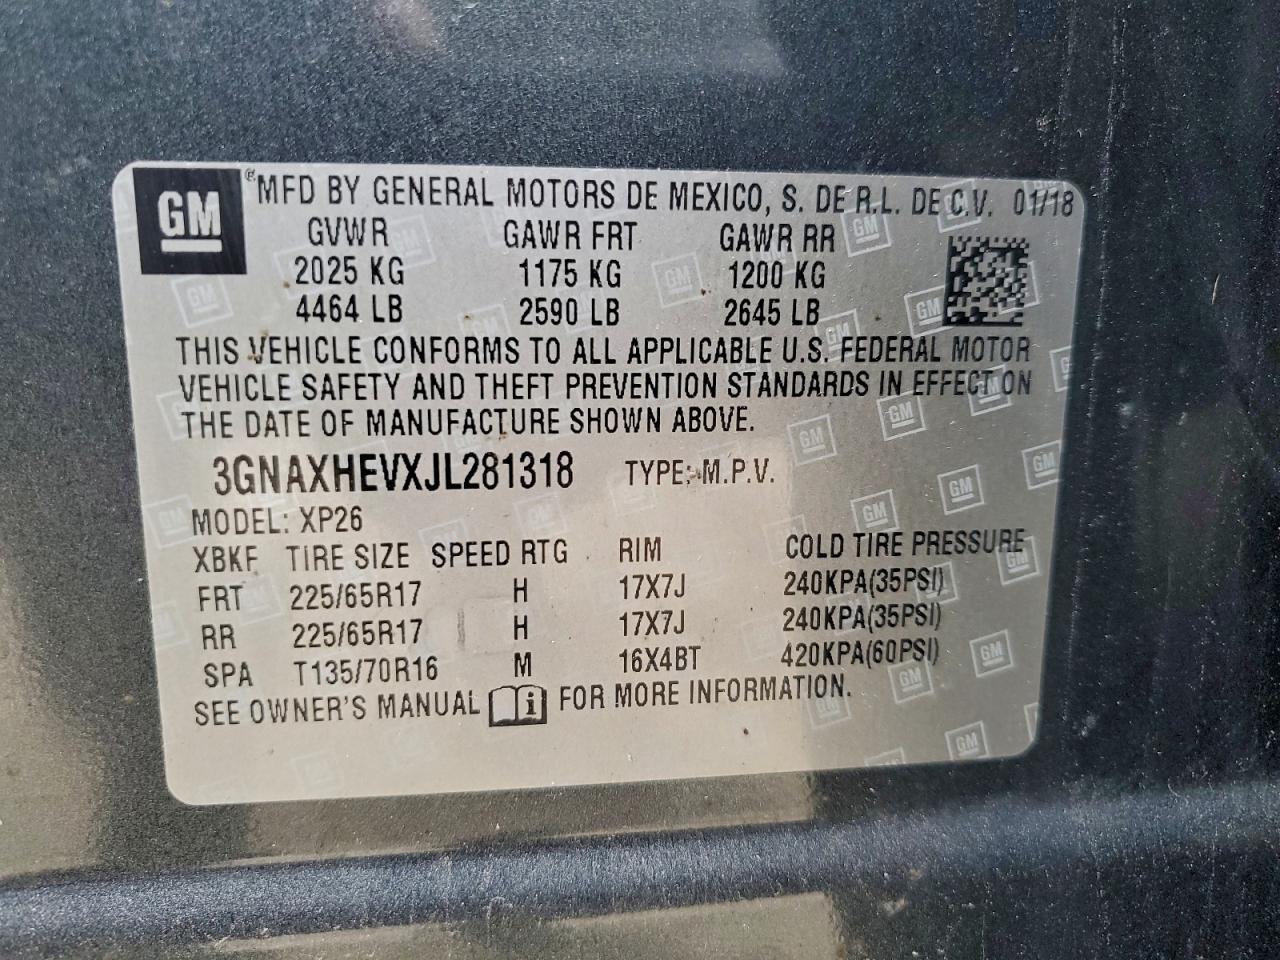 GM ® MFD BY GENERAL MOTORS DE MEXICO, S. DE R.L. DE C.V. 01/18
GVWR GAWR FRT GAWR RR
2025 KG 1175 KG 1200 KG
4464 LB 2590 LB 2645 LB
THIS VEHICLE CONFORMS TO ALL APPLICABLE U.S. FEDERAL MOTOR
VEHICLE SAFETY AND THEFT PREVENTION STANDARDS IN EFFECT ON
THE DATE OF MANUFACTURE SHOWN ABOVE.
3GNAXHEVXJL281318 TYPE: M.P.V.
MODEL: XP26
XBKF TIRE SIZE SPEED RTG RIM COLD TIRE PRESSURE
FRT 225/65R17 H 17X7J 240KPA(35PSI)
RR 225/65R17 H 17X7J 240KPA(35PSI)
SPA T135/70R16 M 16X4BT 420KPA(60PSI)
SEE OWNER'S MANUAL i FOR MORE INFORMATION.